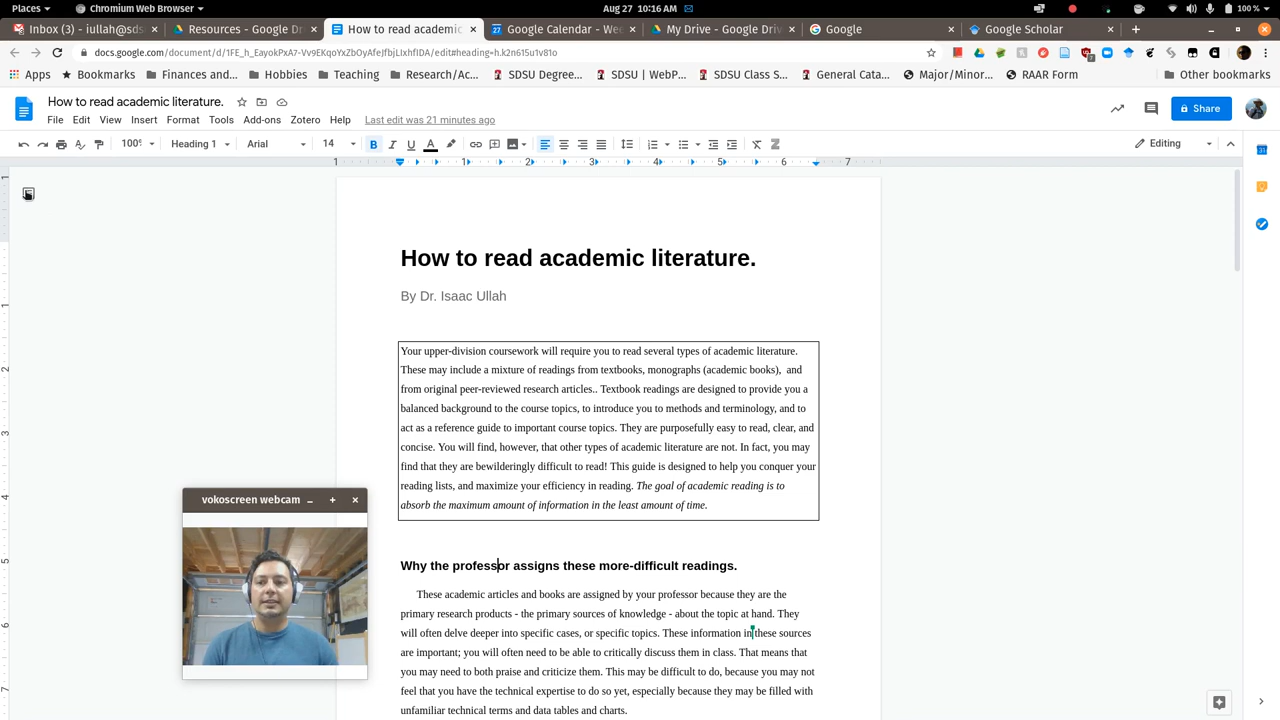 Places
Chromium Web Browser
Aug 27 10:16 AM
100 %
Inbox (3) - iullah@sds
Resources - Google Dr
How to read academic
Google Calendar - Wee
My Drive - Google Driv
Google
Google Scholar
docs.google.com/document/d/1FE_h_EayokPxA7-Vv9EKqoYxZbOyAfeJfbjLIxhfIDA/edit#heading=h.k2n615u1v81o
Apps
Bookmarks
Finances and...
Hobbies
Teaching
Research/Ac...
SDSU Degree...
SDSU | WebP...
SDSU Class S...
General Cata...
Major/Minor...
RAAR Form
Other bookmarks
How to read academic literature.
File Edit View Insert Format Tools Add-ons Zotero Help Last edit was 21 minutes ago
Share
100% Heading 1 Arial 14 B I U A
Editing
1 1 2 3 4 5 6 7
1
1
2
3
4
5
6
7
How to read academic literature.
By Dr. Isaac Ullah
Your upper-division coursework will require you to read several types of academic literature.
These may include a mixture of readings from textbooks, monographs (academic books),  and
from original peer-reviewed research articles.. Textbook readings are designed to provide you a
balanced background to the course topics, to introduce you to methods and terminology, and to
act as a reference guide to important course topics. They are purposefully easy to read, clear, and
concise. You will find, however, that other types of academic literature are not. In fact, you may
find that they are bewilderingly difficult to read! This guide is designed to help you conquer your
reading lists, and maximize your efficiency in reading. The goal of academic reading is to
absorb the maximum amount of information in the least amount of time.
vokoscreen webcam
Why the professor assigns these more-difficult readings.
These academic articles and books are assigned by your professor because they are the
primary research products - the primary sources of knowledge - about the topic at hand. They
will often delve deeper into specific cases, or specific topics. These information in these sources
are important; you will often need to be able to critically discuss them in class. That means that
you may need to both praise and criticize them. This may be difficult to do, because you may not
feel that you have the technical expertise to do so yet, especially because they may be filled with
unfamiliar technical terms and data tables and charts.